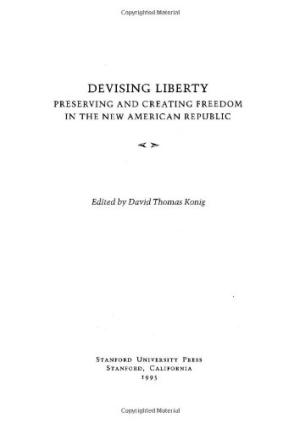 Copyrighted Material
DEVISING LIBERTY
PRESERVING AND CREATING FREEDOM
IN THE NEW AMERICAN REPUBLIC
Edited by David Thomas Konig
STANFORD UNIVERSITY PRESS
STANFORD, CALIFORNIA
1995
Copyrighted Material